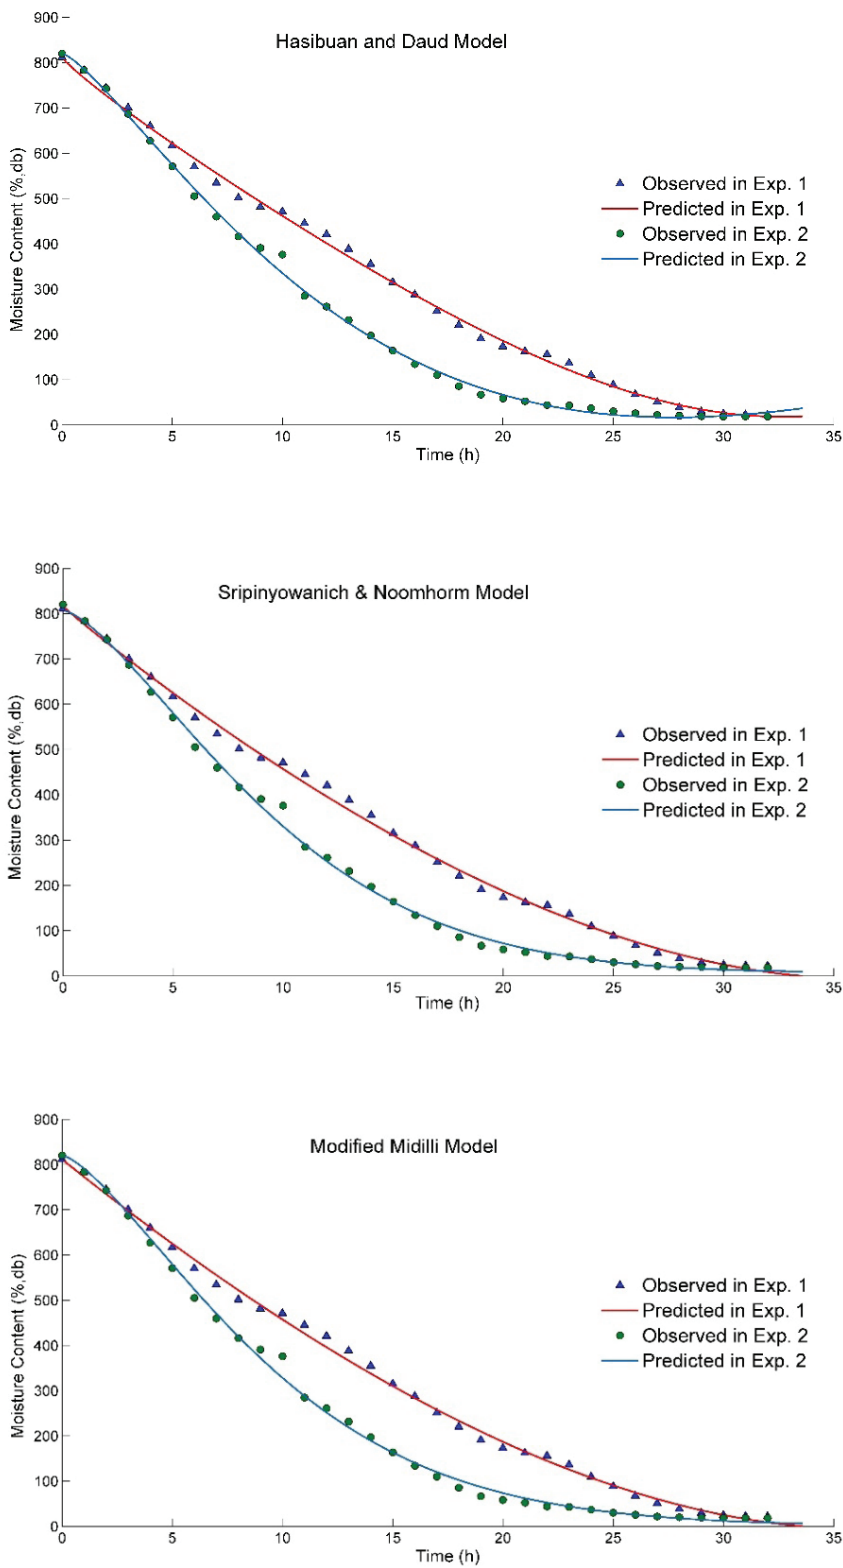 900
Hasibuan and Daud Model
800
700
600
500
400
300
200
100
0
Moisture Content (%,db)
Observed in Exp. 1
Predicted in Exp. 1
Observed in Exp. 2
Predicted in Exp. 2
0 5 10 15 20 25 30 35
Time (h)
900
Sripinyowanich & Noomhorm Model
800
700
600
500
400
300
200
100
0
Moisture Content (%,db)
Observed in Exp. 1
Predicted in Exp. 1
Observed in Exp. 2
Predicted in Exp. 2
0 5 10 15 20 25 30 35
Time (h)
900
Modified Midilli Model
800
700
600
500
400
300
200
100
0
Moisture Content (%,db)
Observed in Exp. 1
Predicted in Exp. 1
Observed in Exp. 2
Predicted in Exp. 2
0 5 10 15 20 25 30 35
Time (h)